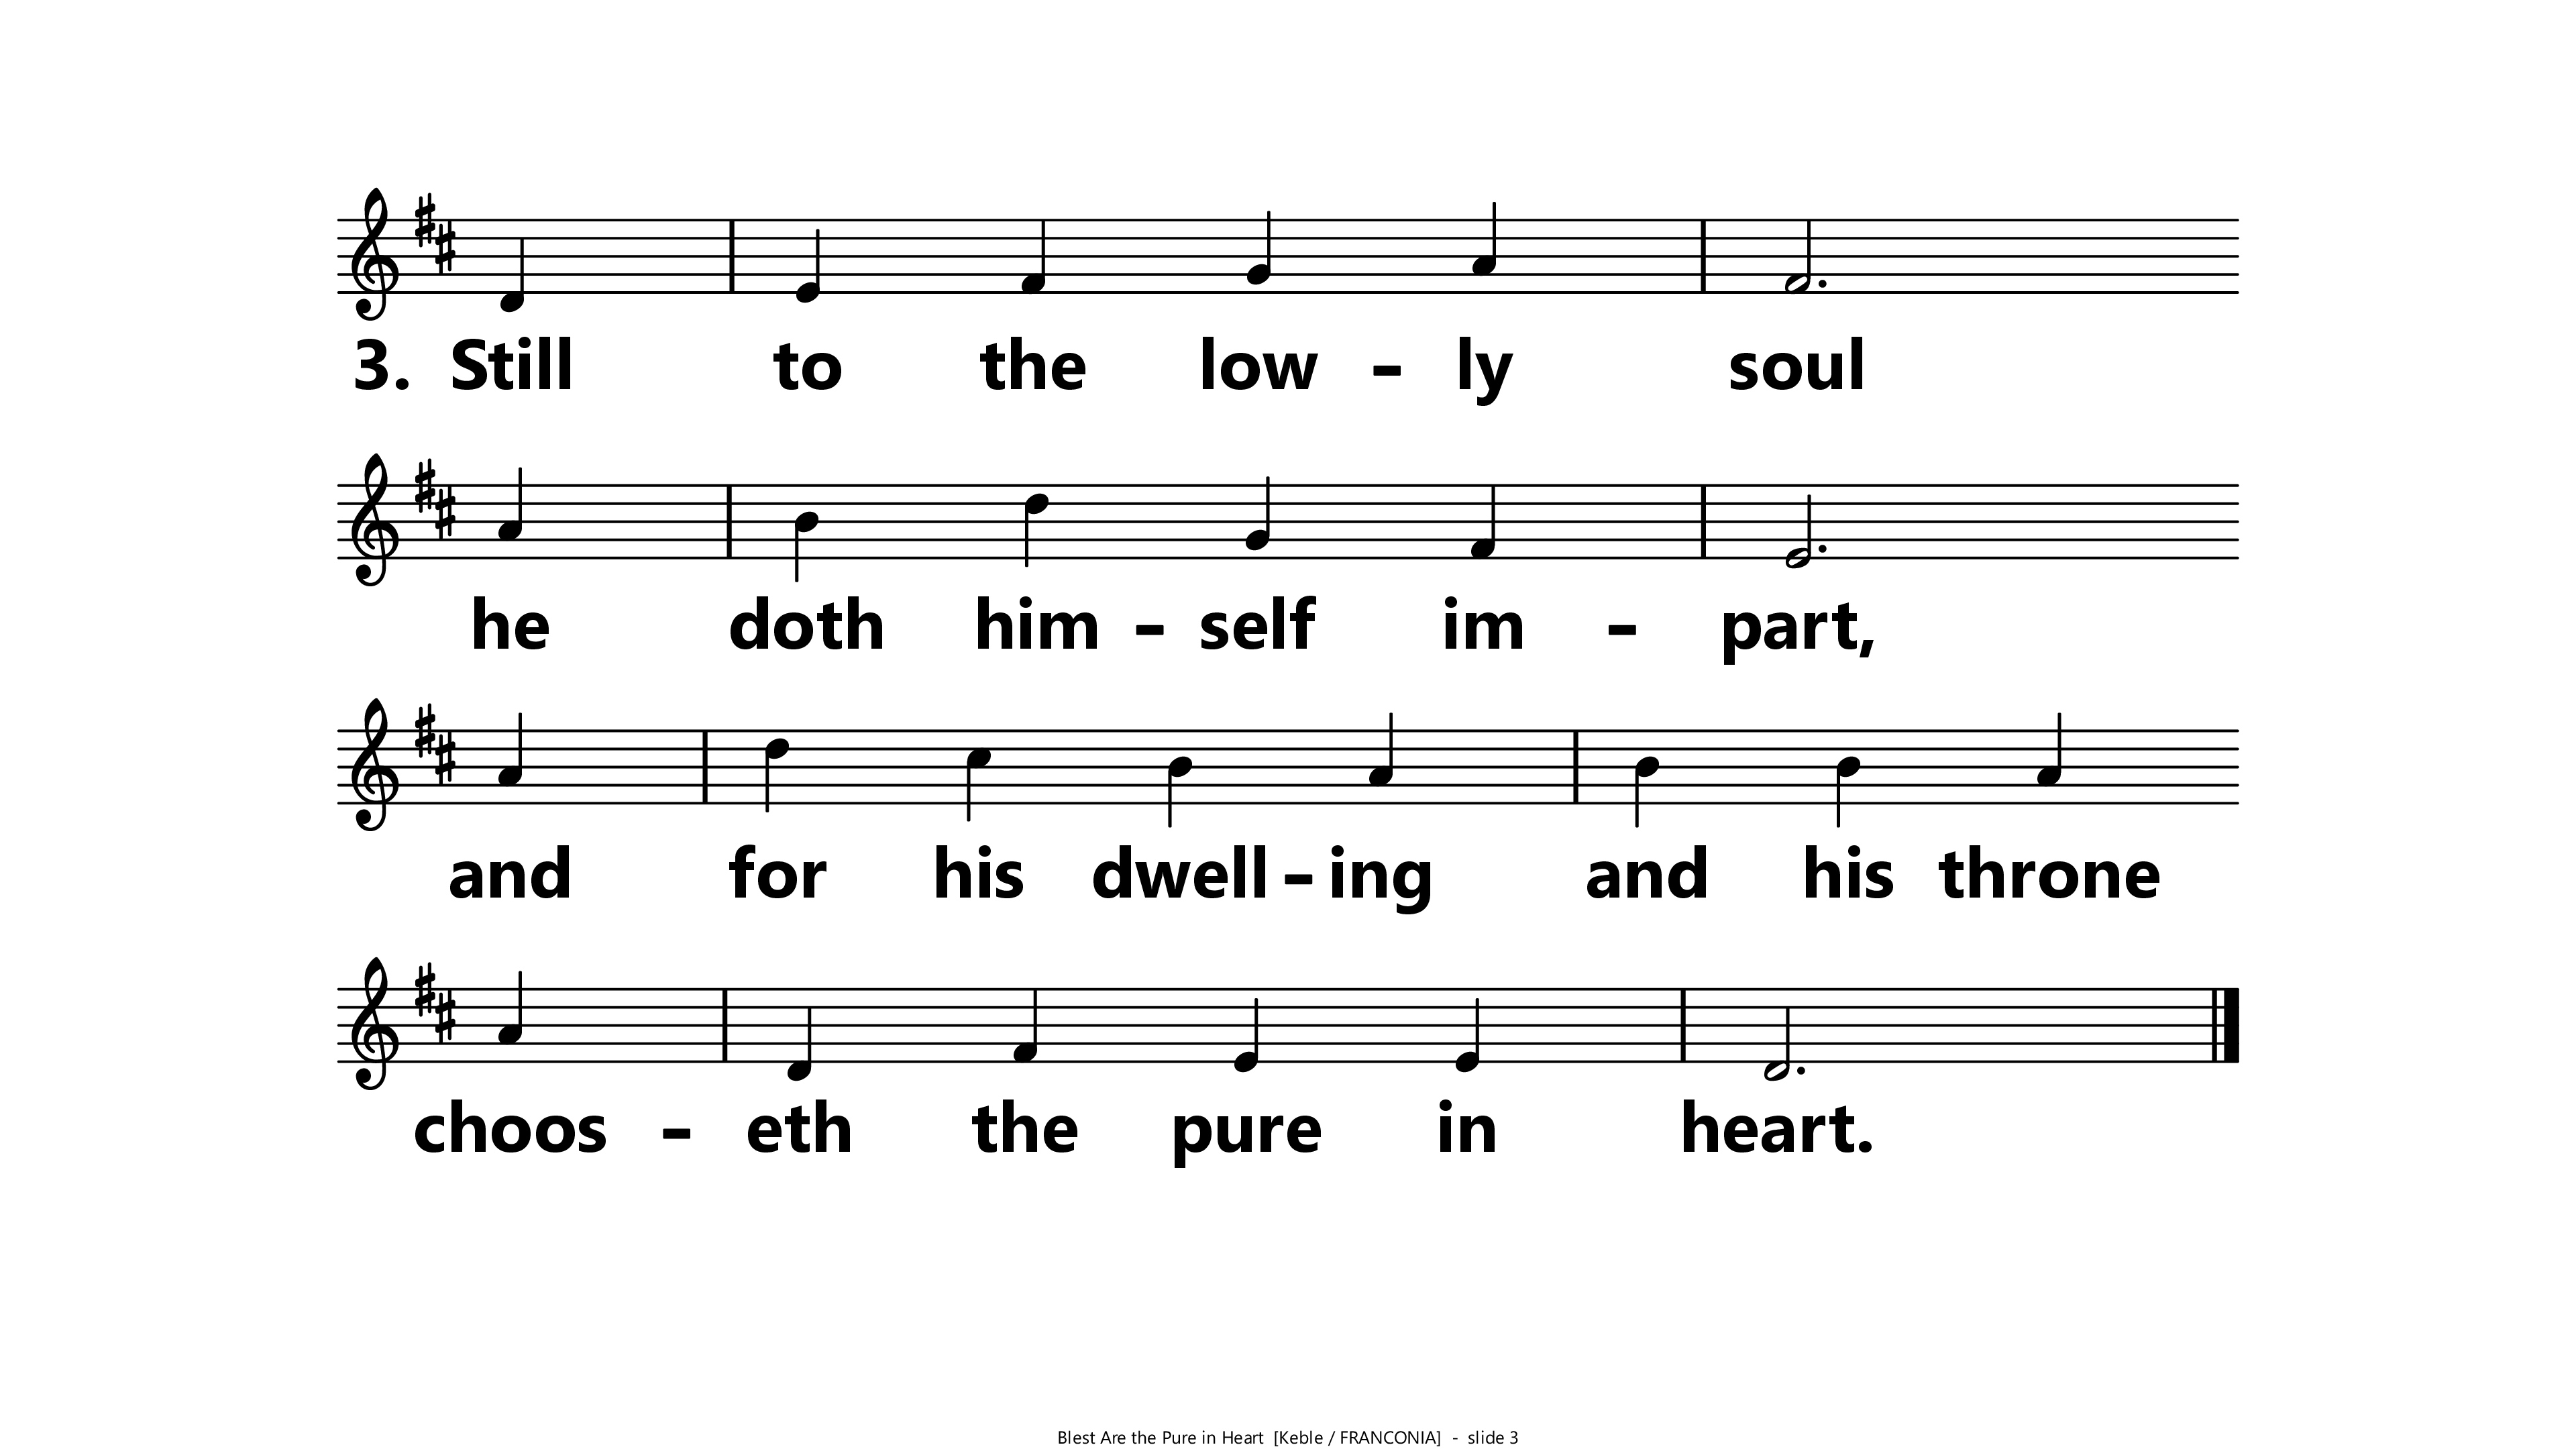 3. Still to the low - ly soul
he doth him - self im - part,
and for his dwell - ing and his throne
choos - eth the pure in heart.
Blest Are the Pure in Heart [Keble / FRANCONIA] - slide 3